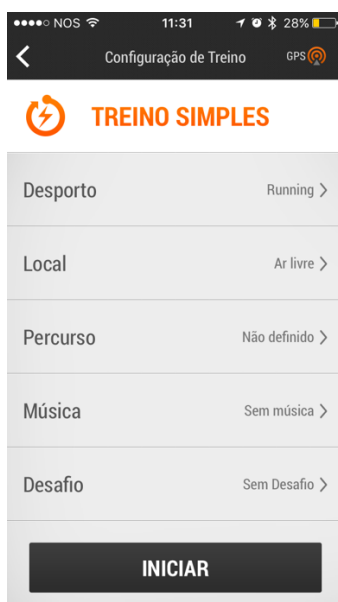 NOS 11:31 28%
Configuração de Treino GPS
TREINO SIMPLES
Desporto Running
Local Ar livre
Percurso Não definido
Música Sem música
Desafio Sem Desafio
INICIAR